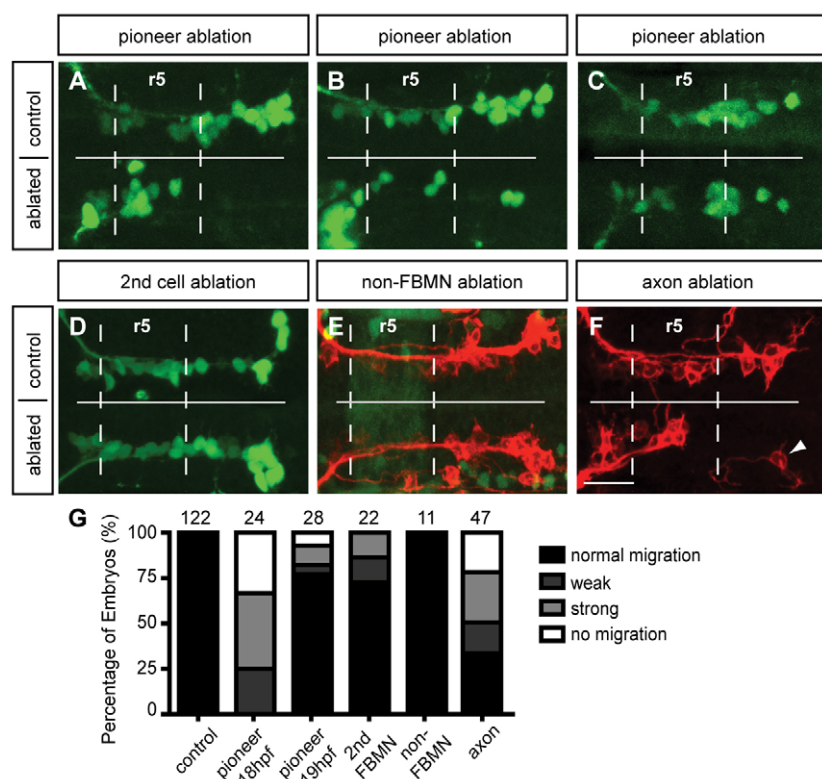 pioneer ablation
pioneer ablation
pioneer ablation
control
ablated
A
r5
B
r5
C
r5
2nd cell ablation
non-FBMN ablation
axon ablation
control
ablated
D
r5
E
r5
F
r5
G
122
24
28
22
11
47
Percentage of Embryos (%)
100
75
50
25
0
control
pioneer 18hpf
pioneer 19hpf
2nd FBMN
non-FBMN
axon
normal migration
weak
strong
no migration